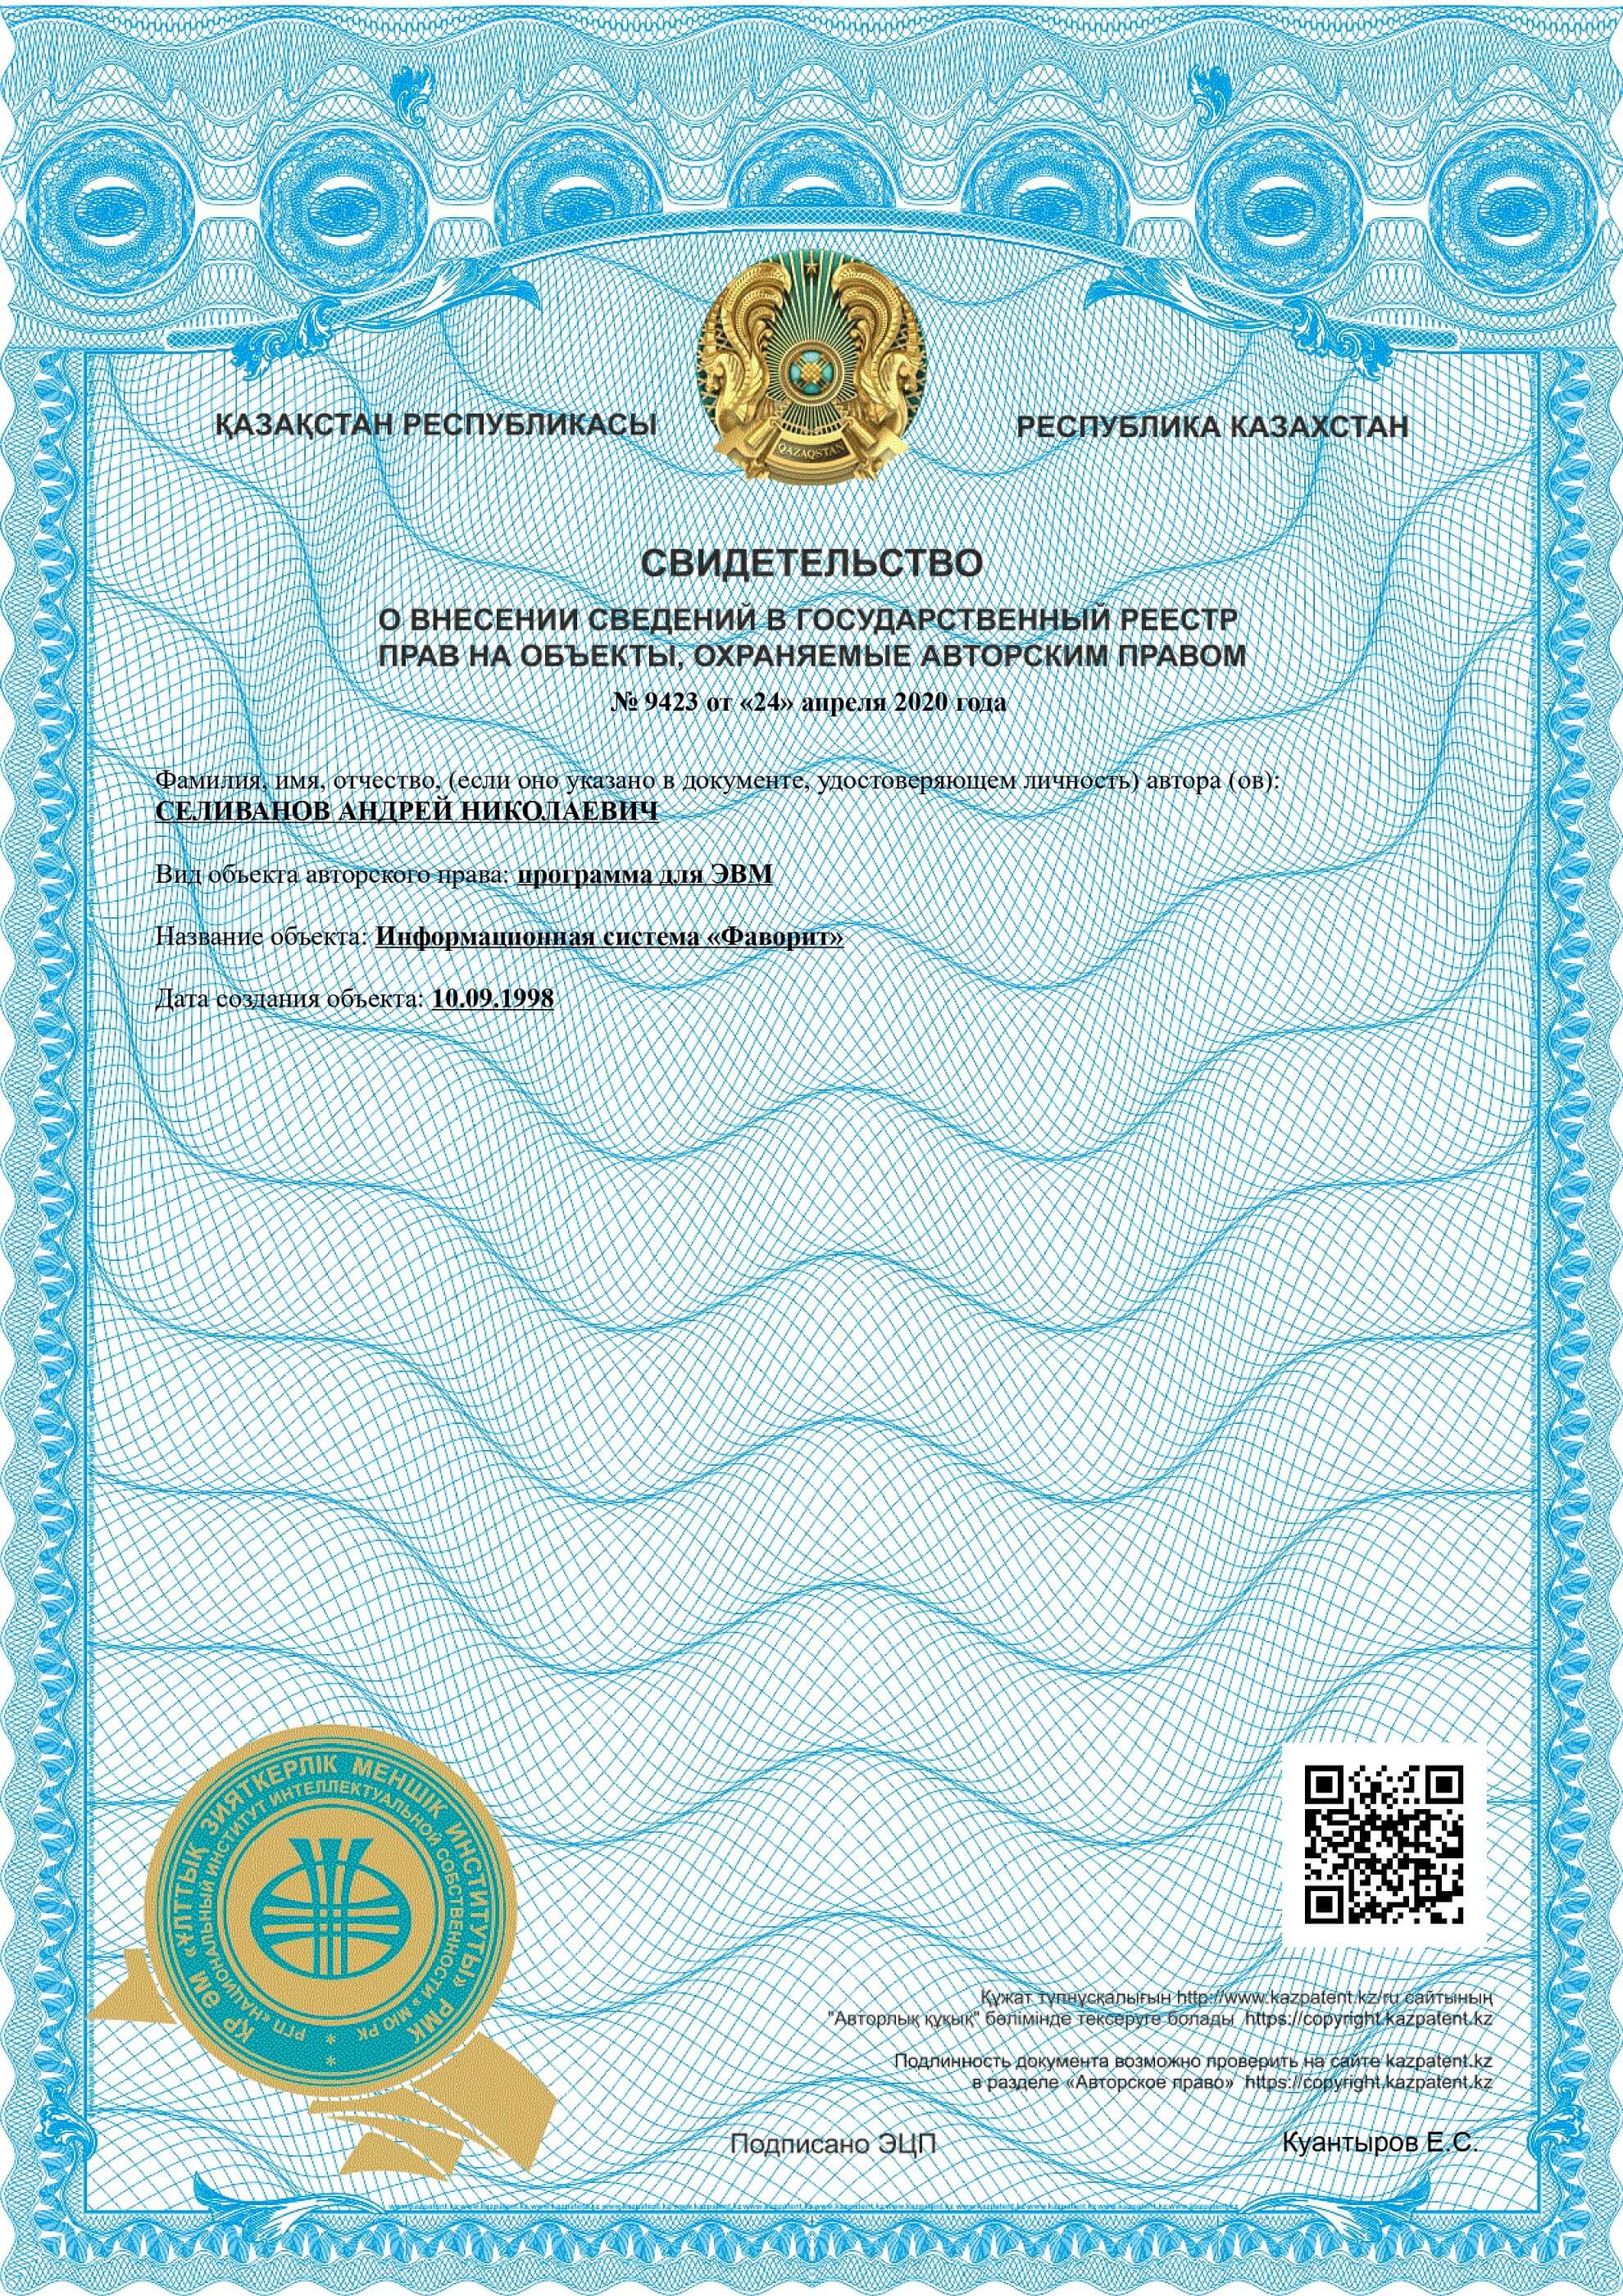 ҚАЗАҚСТАН РЕСПУБЛИКАСЫ
РЕСПУБЛИКА КАЗАХСТАН
QAZAQSTAN
СВИДЕТЕЛЬСТВО
О ВНЕСЕНИИ СВЕДЕНИЙ В ГОСУДАРСТВЕННЫЙ РЕЕСТР
ПРАВ НА ОБЪЕКТЫ, ОХРАНЯЕМЫЕ АВТОРСКИМ ПРАВОМ
№ 9423 от «24» апреля 2020 года
Фамилия, имя, отчество, (если оно указано в документе, удостоверяющем личность) автора (ов):
СЕЛИВАНОВ АНДРЕЙ НИКОЛАЕВИЧ
Вид объекта авторского права: программа для ЭВМ
Название объекта: Информационная система «Фаворит»
Дата создания объекта: 10.09.1998
ҚР ӘМ «ҰЛТТЫҚ ЗИЯТКЕРЛІК МЕНШІК ИНСТИТУТЫ» РМК
РГП «НАЦИОНАЛЬНЫЙ ИНСТИТУТ ИНТЕЛЛЕКТУАЛЬНОЙ СОБСТВЕННОСТИ» МЮ РК
Құжат түпнұсқалығын http://www.kazpatent.kz/ru сайтының
"Авторлық құқық" бөлімінде тексеруге болады https://copyright.kazpatent.kz
Подлинность документа возможно проверить на сайте kazpatent.kz
в разделе «Авторское право» https://copyright.kazpatent.kz
Подписано ЭЦП
Куантыров Е.С.